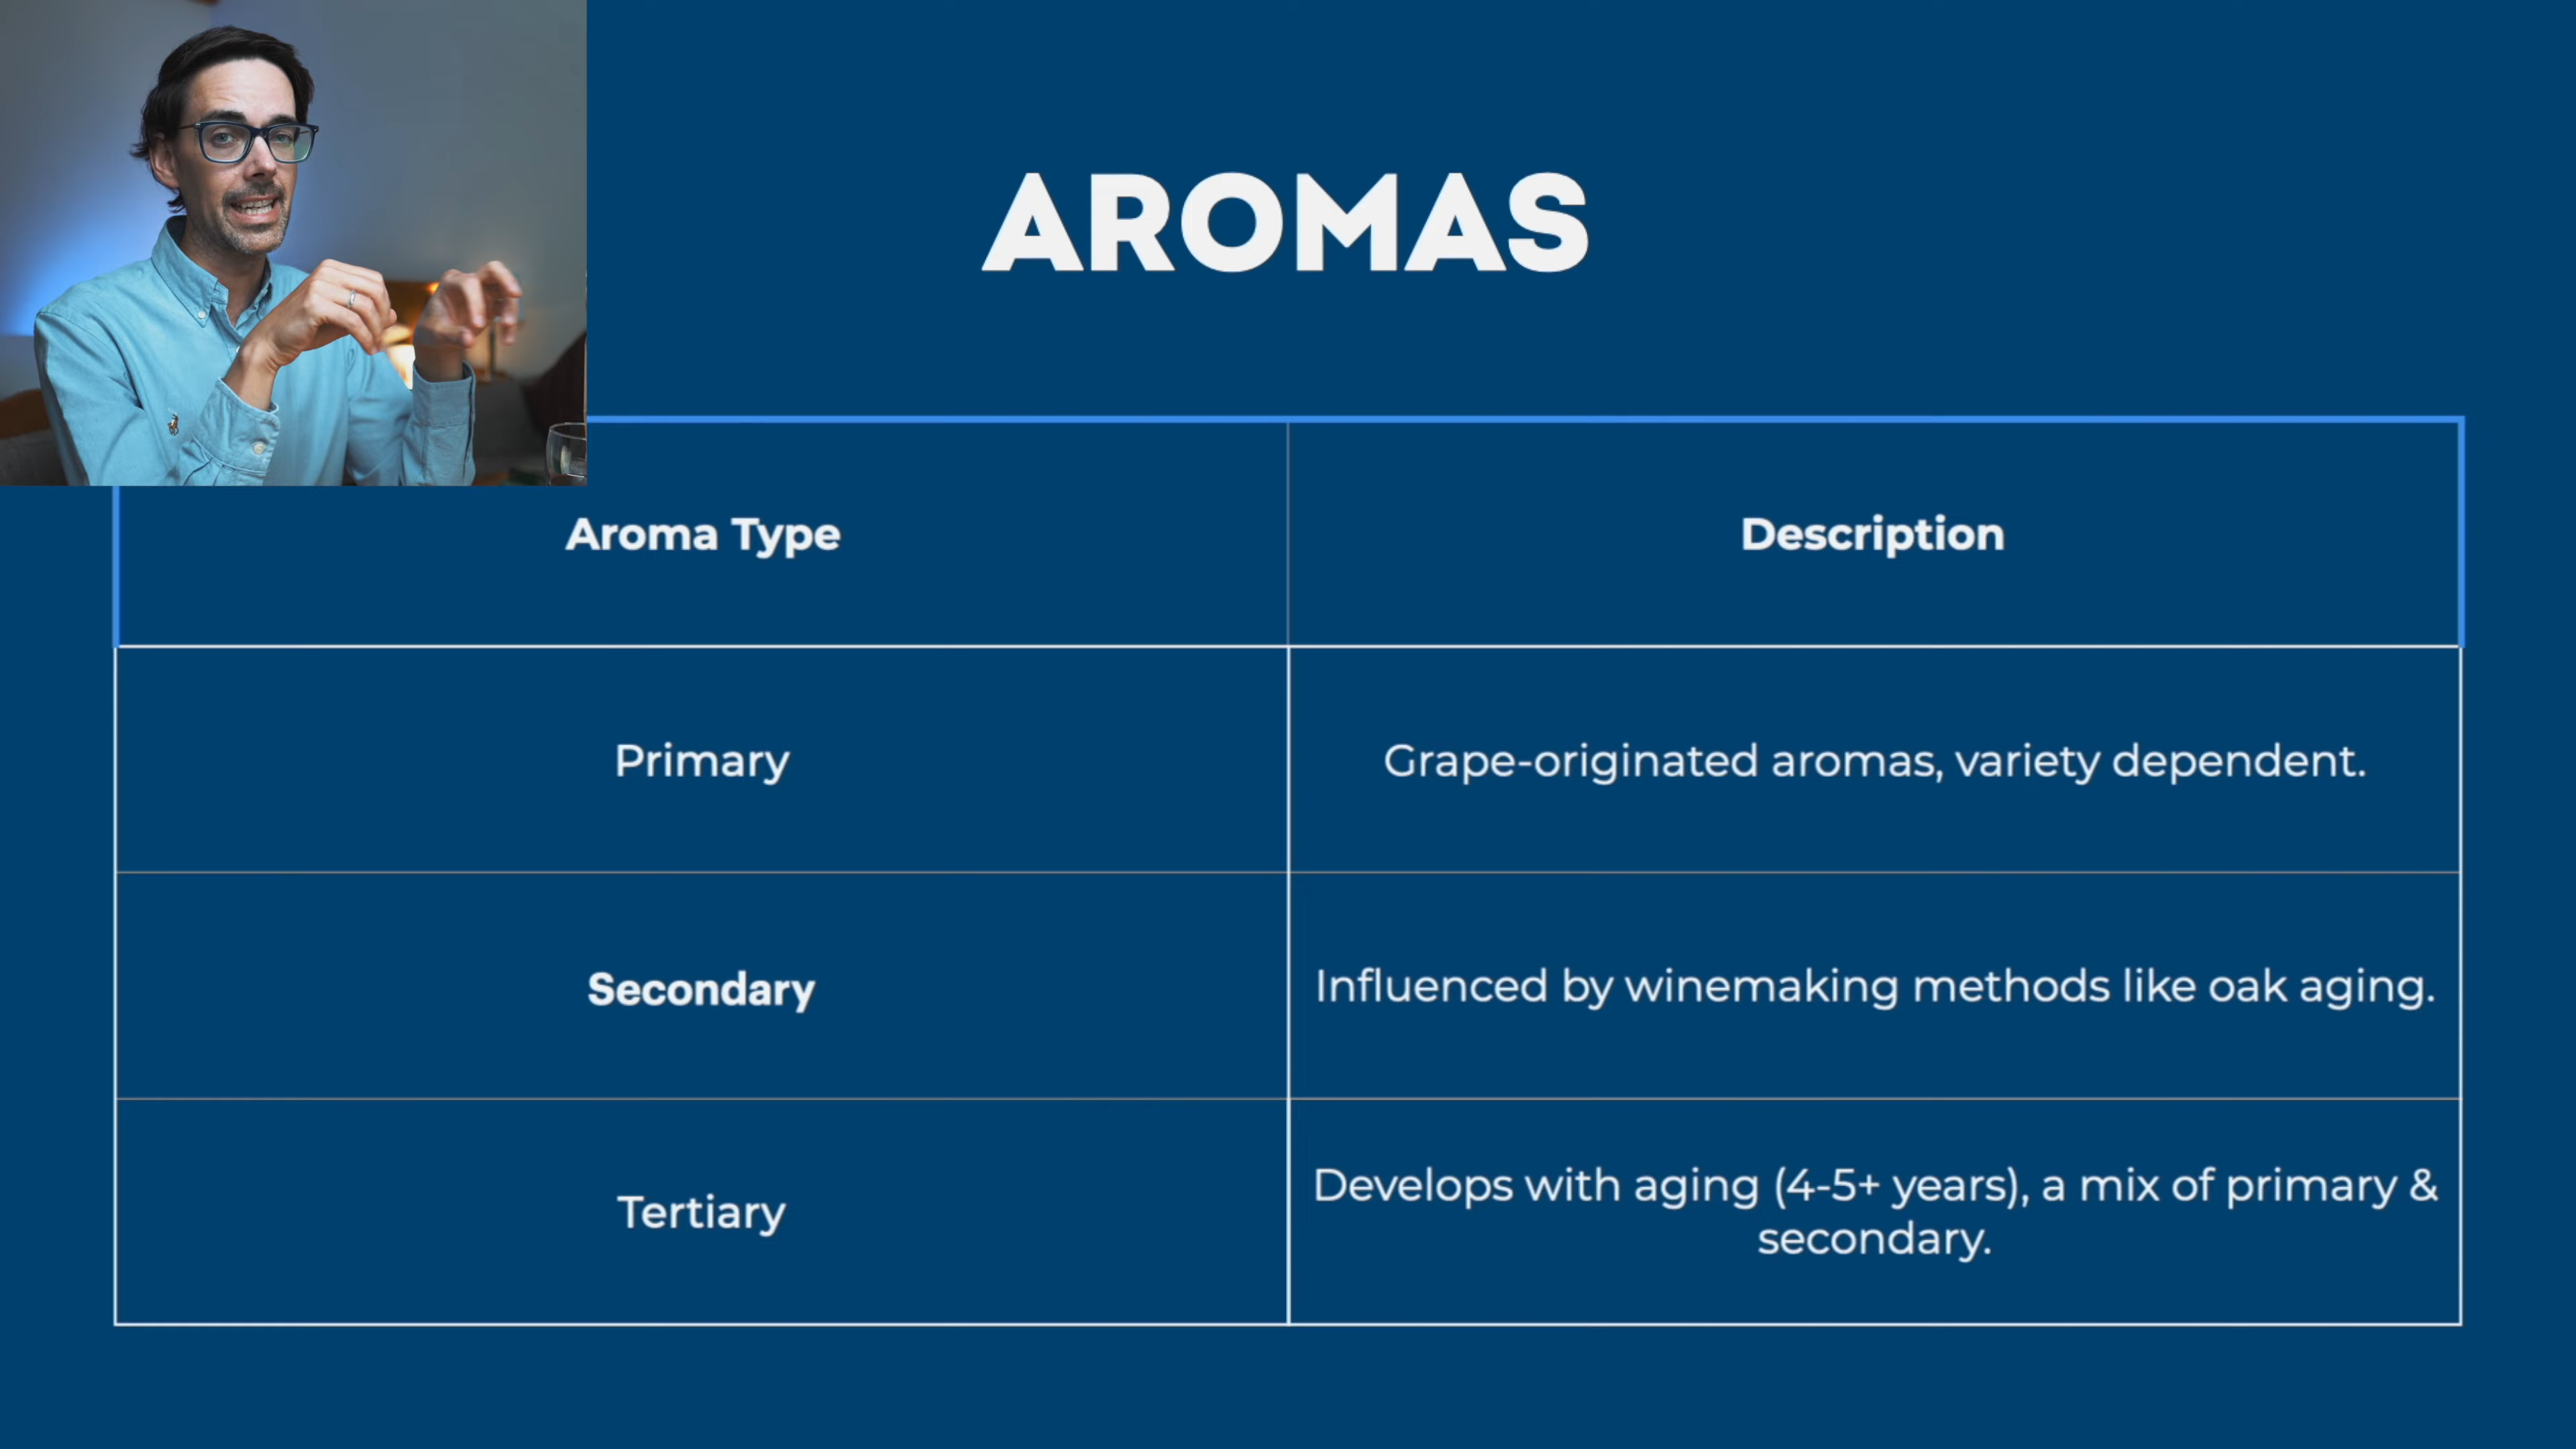 AROMAS
Aroma Type
Description
Primary
Grape-originated aromas, variety dependent.
Secondary
Influenced by winemaking methods like oak aging.
Tertiary
Develops with aging (4-5+ years), a mix of primary &
secondary.